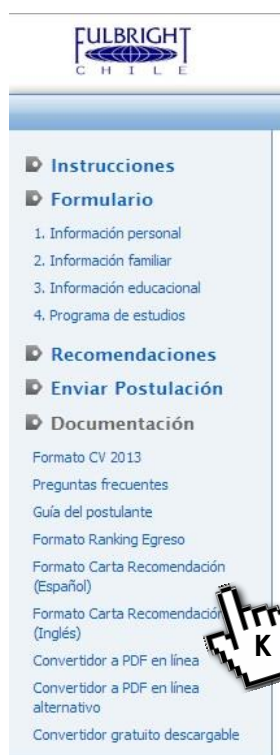 FULBRIGHT
CHILE
Instrucciones
Formulario
1. Información personal
2. Información familiar
3. Información educacional
4. Programa de estudios
Recomendaciones
Enviar Postulación
Documentación
Formato CV 2013
Preguntas frecuentes
Guía del postulante
Formato Ranking Egreso
Formato Carta Recomendación
(Español)
Formato Carta Recomendación
(Inglés)
K
Convertidor a PDF en línea
Convertidor a PDF en línea
alternativo
Convertidor gratuito descargable